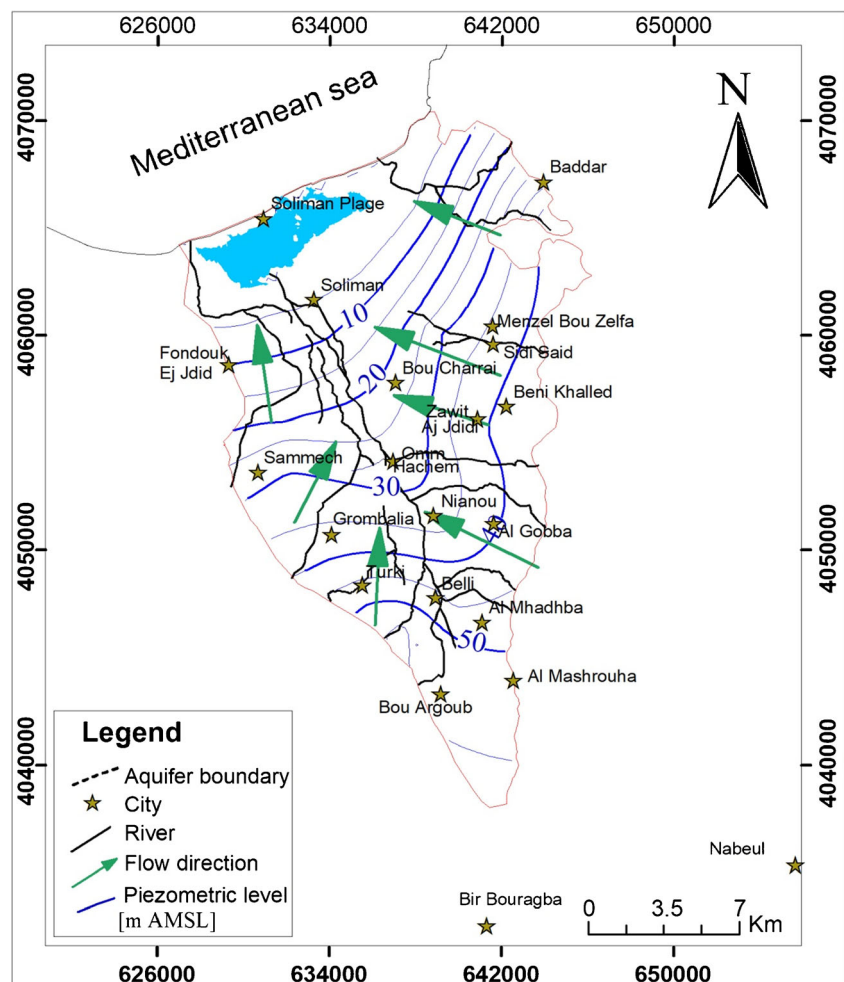 626000 634000 642000 650000
4070000 4070000
Mediterranean sea
N
Baddar
Soliman Plage
Soliman
10
Menzel Bou Zelfa
4060000 4060000
Sidi Said
Fondouk
Ej Jdid
Bou Charrai
20
Beni Khalled
Zawit
Aj Jdidi
Omm
Hachem
Sammech
30
Nianou
Grombalia
40
Al Gobba
4050000 4050000
Turki
Belli
Al Mhadhba
50
Al Mashrouha
Bou Argoub
4040000 4040000
Legend
Aquifer boundary
City
River
Flow direction
Piezometric level
[m AMSL]
Nabeul
Bir Bouragba
0 3.5 7
Km
626000 634000 642000 650000